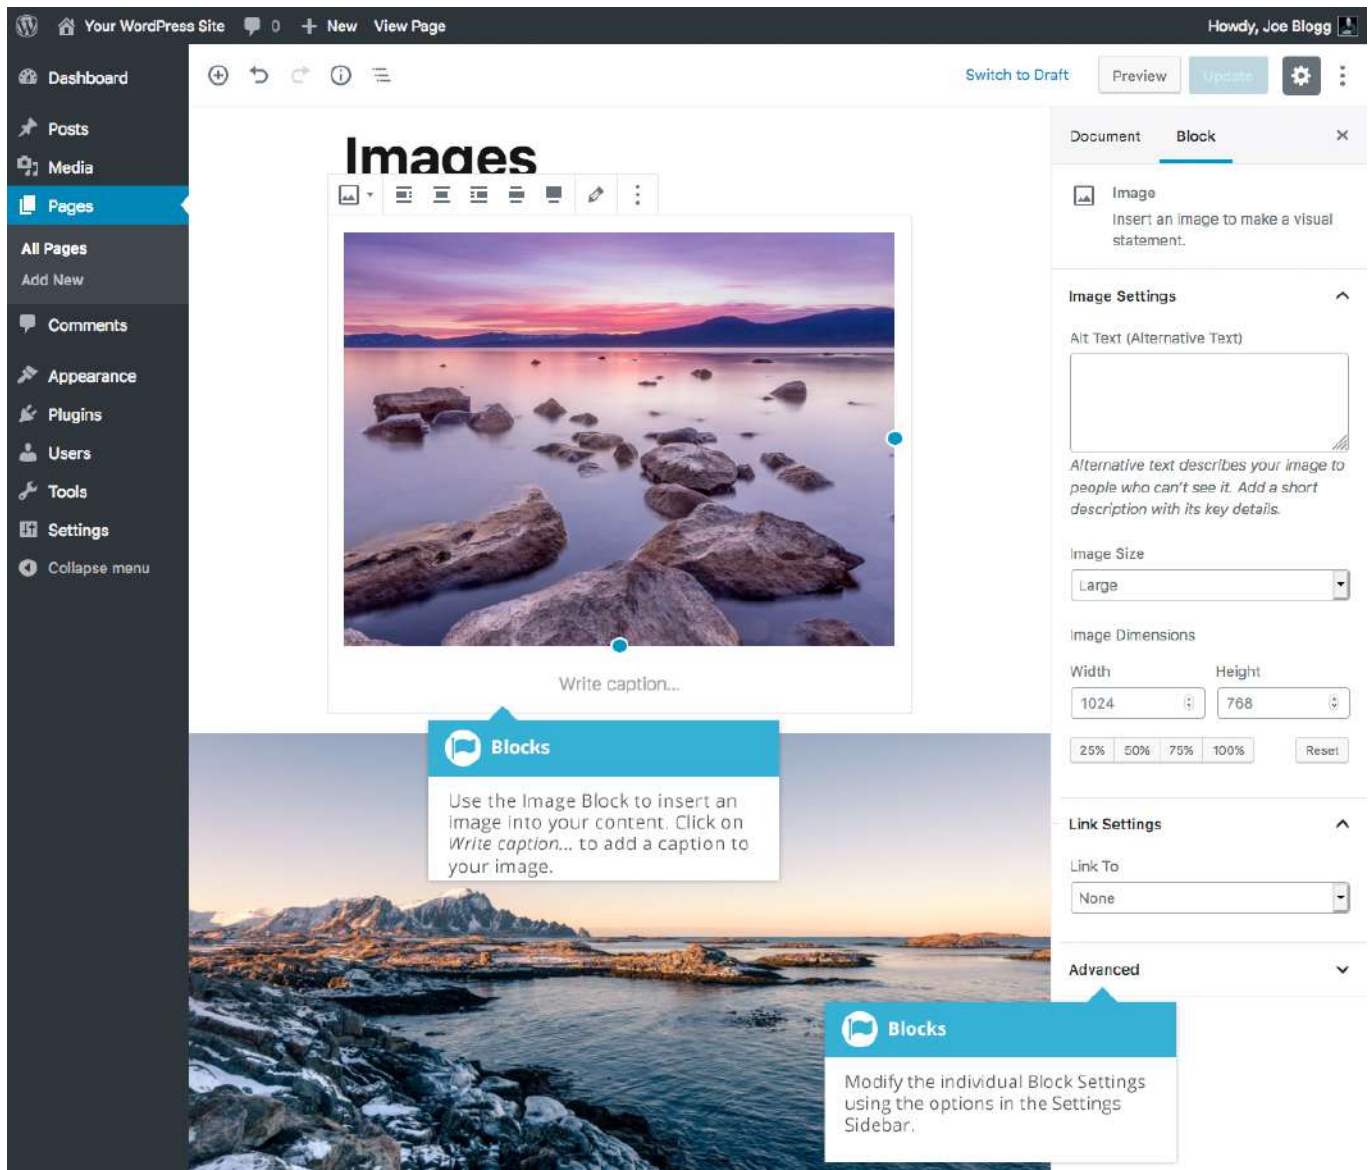 Your WordPress Site 0 New View Page Howdy, Joe Blogg
Dashboard
Posts
Media
Pages
All Pages
Add New
Comments
Appearance
Plugins
Users
Tools
Settings
Collapse menu
Switch to Draft Preview Update
Images
Write caption...
Blocks
Use the Image Block to insert an
image into your content. Click on
Write caption... to add a caption to
your image.
Document Block
Image
Insert an image to make a visual
statement.
Image Settings
Alt Text (Alternative Text)
Alternative text describes your image to
people who can't see it. Add a short
description with its key details.
Image Size
Large
Image Dimensions
Width Height
1024 768
25% 50% 75% 100% Reset
Link Settings
Link To
None
Advanced
Blocks
Modify the individual Block Settings
using the options in the Settings
Sidebar.